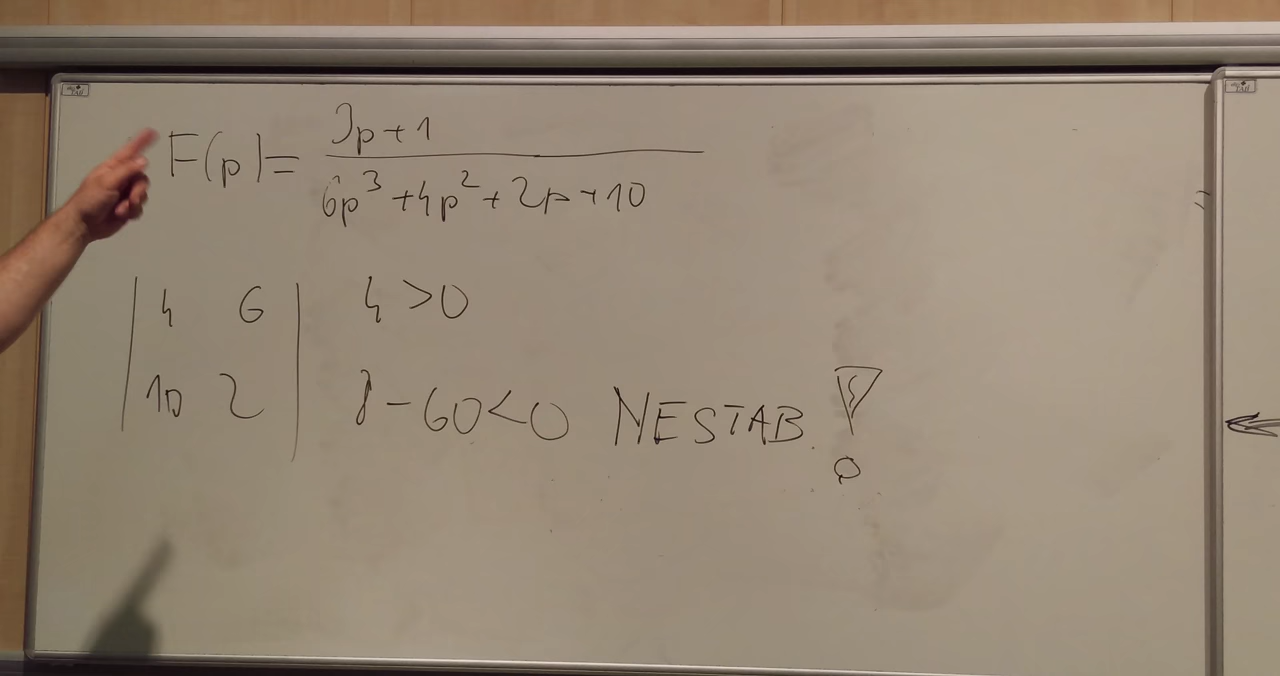 F(p) = 3p+1 / 6p³+4p²+2p+10
4 6
4 > 0
10 2
8 - 60 < 0 NESTAB. !